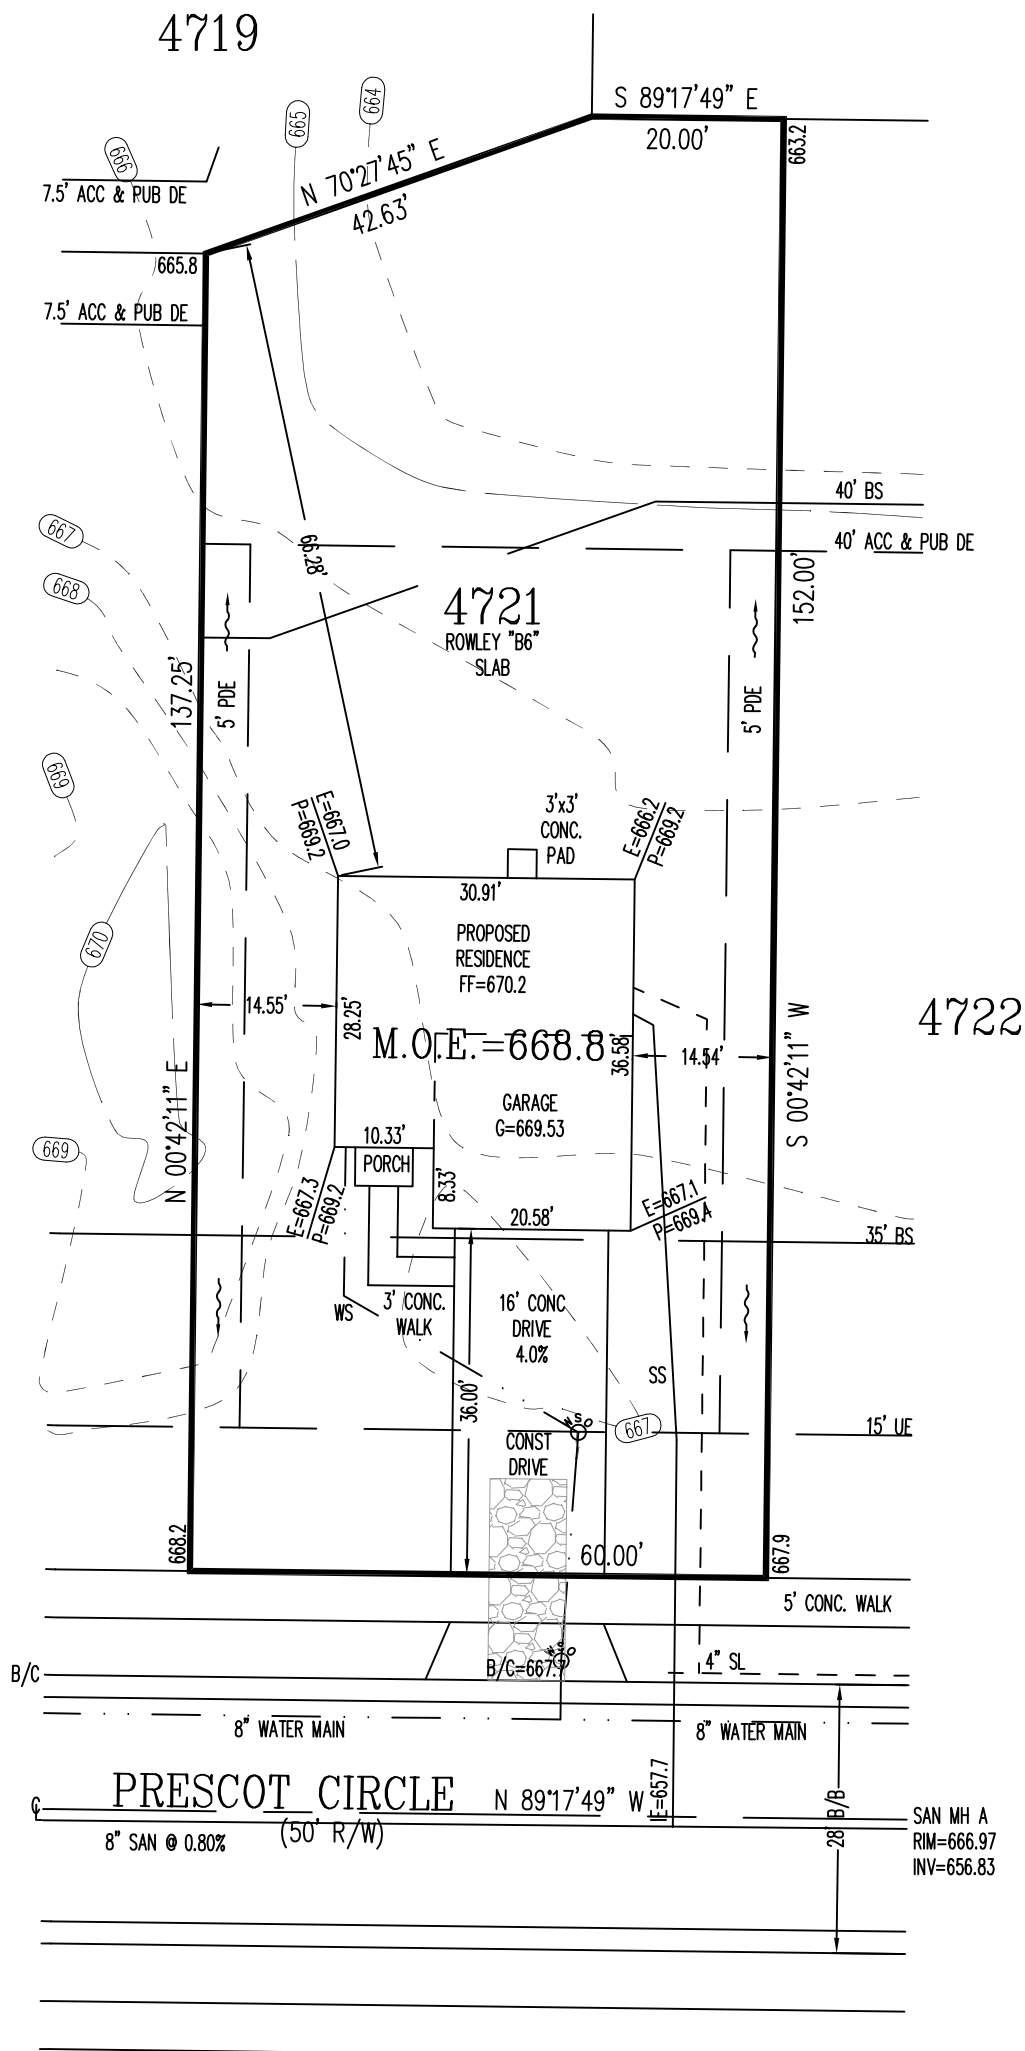 4719
664
665
666
S 89°17'49" E
20.00'
663.2
N 70°27'45" E
42.63'
7.5' ACC & PUB DE
665.8
7.5' ACC & PUB DE
40' BS
40' ACC & PUB DE
667
668
66.28'
4721
ROWLEY "B6"
SLAB
152.00'
137.25'
5' PDE
5' PDE
669
E=667.0
P=669.2
3'x3'
CONC.
PAD
E=666.2
P=669.2
30.91'
670
PROPOSED
RESIDENCE
FF=670.2
14.55'
28.25'
M.O.E.=668.8
36.58'
14.54'
4722
S 00°42'11" W
N 00°42'11" E
GARAGE
G=669.53
669
10.33'
PORCH
8.33'
E=667.3
P=669.2
20.58'
E=667.1
P=669.4
35' BS
WS
3' CONC.
WALK
16' CONC
DRIVE
4.0%
SS
36.00'
667
15' UE
WSO
CONST
DRIVE
668.2
60.00'
667.9
5' CONC. WALK
B/C
WSO
B/C=667.7
4" SL
8" WATER MAIN
8" WATER MAIN
IE=657.7
PRESCOT CIRCLE
N 89°17'49" W
(50' R/W)
8" SAN @ 0.80%
28' B/B
SAN MH A
RIM=666.97
INV=656.83